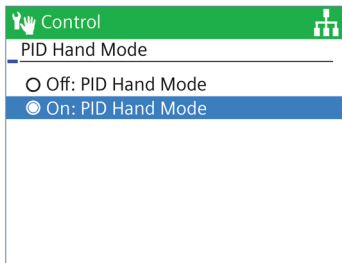 Control
PID Hand Mode
Off: PID Hand Mode
On: PID Hand Mode